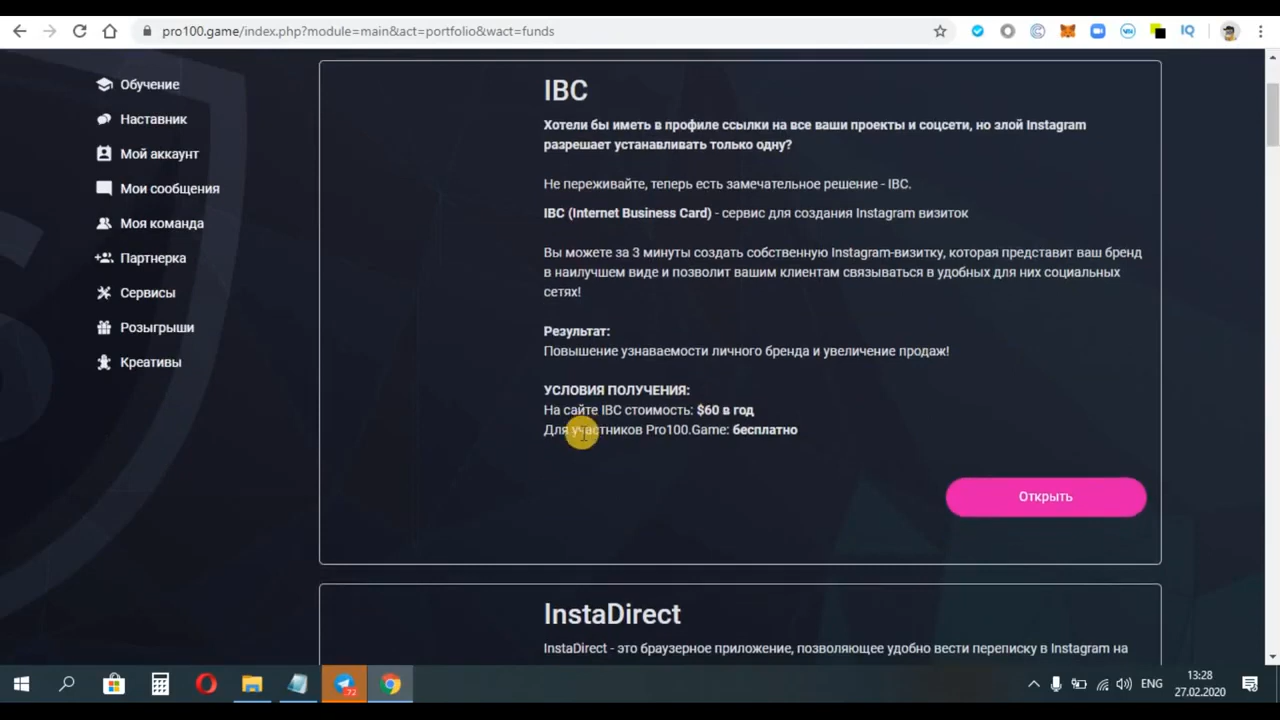 pro100.game/index.php?module=main&act=portfolio&wact=funds
Обучение
Наставник
Мой аккаунт
Мои сообщения
Моя команда
Партнерка
Сервисы
Розыгрыши
Креативы
IBC
Хотели бы иметь в профиле ссылки на все ваши проекты и соцсети, но злой Instagram
разрешает устанавливать только одну?
Не переживайте, теперь есть замечательное решение - IBC.
IBC (Internet Business Card) - сервис для создания Instagram визиток
Вы можете за 3 минуты создать собственную Instagram-визитку, которая представит ваш бренд
в наилучшем виде и позволит вашим клиентам связываться в удобных для них социальных
сетях!
Результат:
Повышение узнаваемости личного бренда и увеличение продаж!
УСЛОВИЯ ПОЛУЧЕНИЯ:
На сайте IBC стоимость: $60 в год
Для участников Pro100.Game: бесплатно
Открыть
InstaDirect
InstaDirect - это браузерное приложение, позволяющее удобно вести переписку в Instagram на
IQ
72
ENG
13:28
27.02.2020